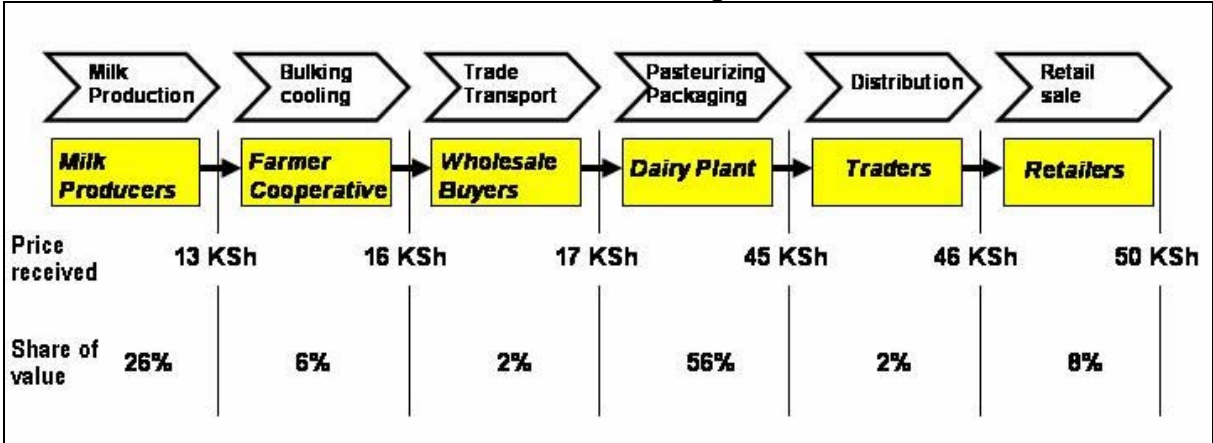 Milk
Production
Bulking
cooling
Trade
Transport
Pasteurizing
Packaging
Distribution
Retail
sale
Milk
Producers
Farmer
Cooperative
Wholesale
Buyers
Dairy Plant
Traders
Retailers
Price
received
13 KSh 16 KSh 17 KSh 45 KSh 46 KSh 50 KSh
Share of
value
26% 6% 2% 56% 2% 8%